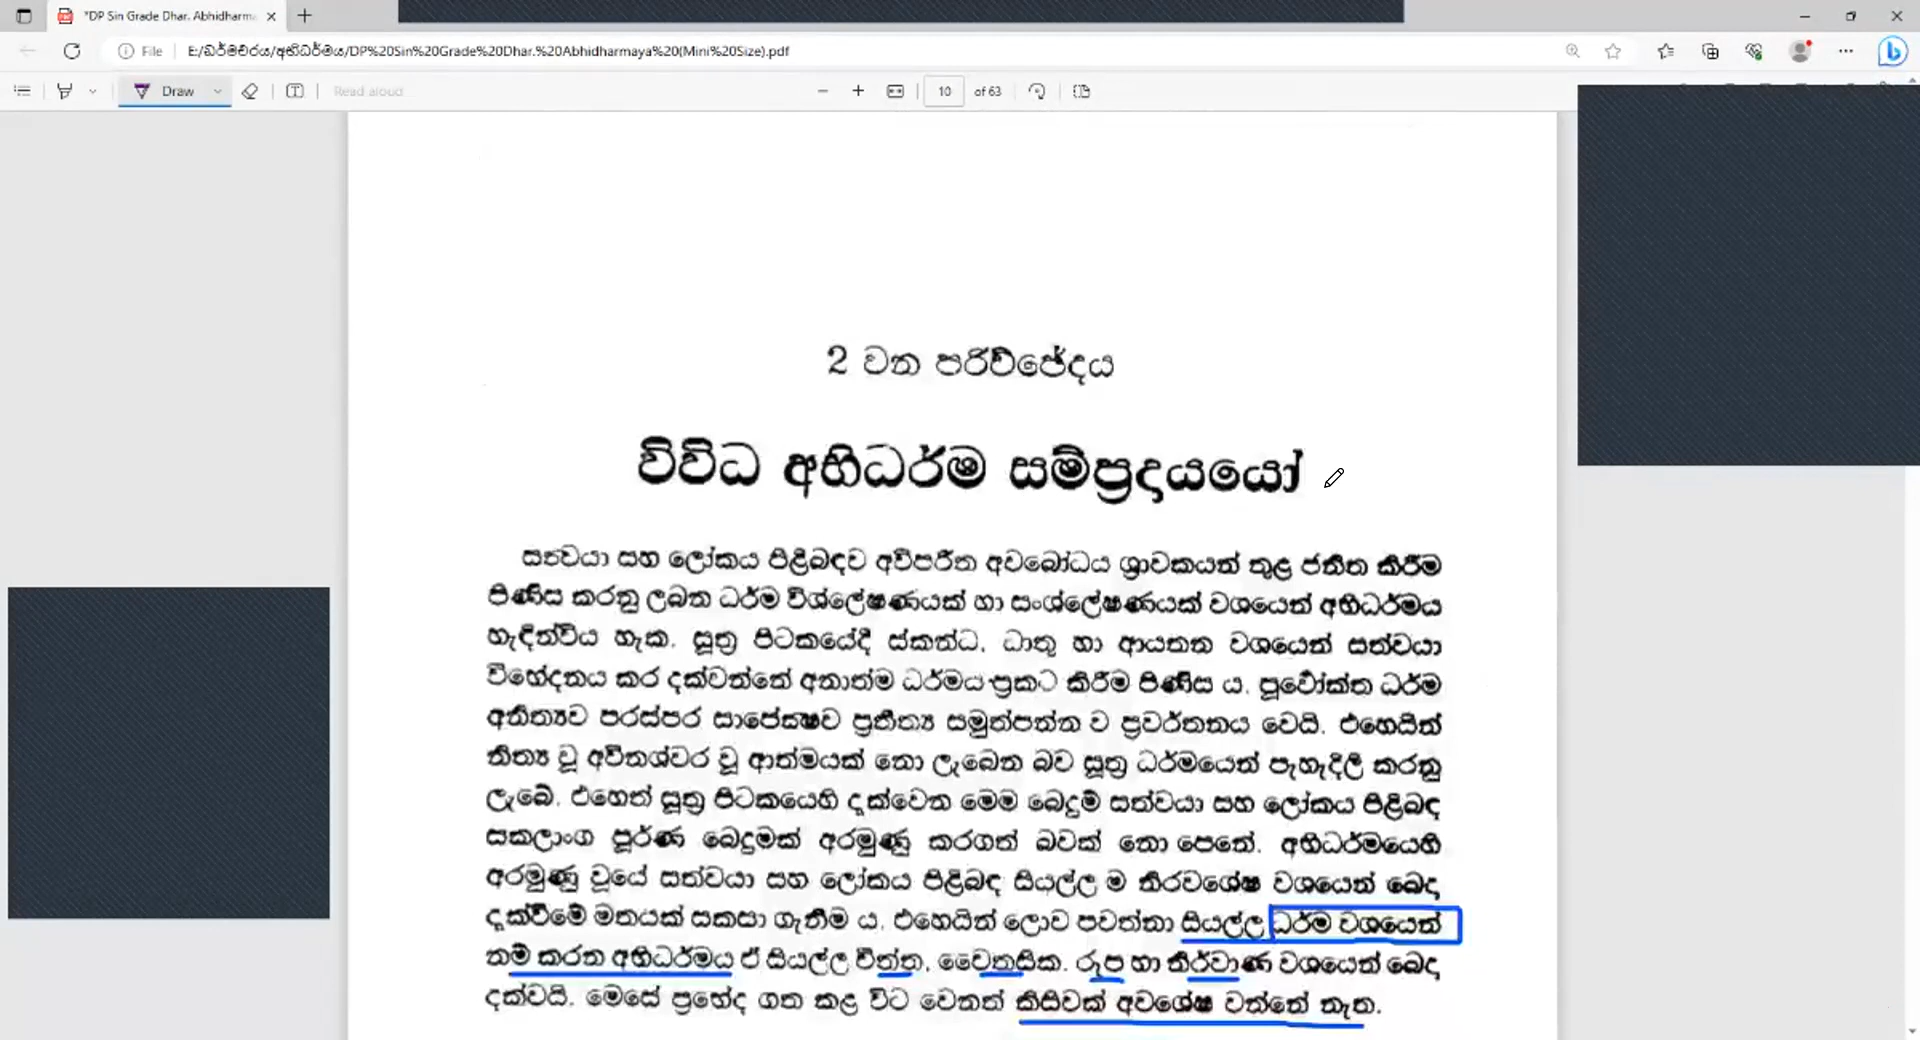 *DP Sin Grade Dhar. Abhidharma
File E:/ධර්මචරය/අභිධර්මය/DP%20Sin%20Grade%20Dhar.%20Abhidharmaya%20(Mini%20Size).pdf
Draw Read aloud 10 of 63
2 වන පරිච්ඡේදය
විවිධ අභිධර්ම සම්ප්‍රදායයෝ
සත්වයා සහ ලෝකය පිළිබඳව අවිපරීත අවබෝධය ශ්‍රාවකයන් තුළ ජනිත කිරීම
පිණිස කරනු ලබන ධර්ම විශ්ලේෂණයක් හා සංශ්ලේෂණයක් වශයෙන් අභිධර්මය
හැඳින්විය හැක. සූත්‍ර පිටකයේදී ස්කන්ධ, ධාතු හා ආයතන වශයෙන් සත්වයා
විභේදනය කර දක්වන්නේ අනාත්ම ධර්මය ප්‍රකට කිරීම පිණිස ය. පූර්වෝක්ත ධර්ම
අනිත්‍යව පරස්පර සාපේක්ෂව ප්‍රතීත්‍ය සමුත්පන්න ව ප්‍රවර්තනය වෙයි. එහෙයින්
නිත්‍ය වූ අවිනශ්වර වූ ආත්මයක් නො ලැබෙන බව සූත්‍ර ධර්මයෙන් පැහැදිලි කරනු
ලැබේ. එහෙත් සූත්‍ර පිටකයෙහි දැක්වෙන මෙම බෙදුම් සත්වයා සහ ලෝකය පිළිබඳ
සකලාංග පූර්ණ බෙදුමක් අරමුණු කරගත් බවක් නො පෙනේ. අභිධර්මයෙහි
අරමුණු වූයේ සත්වයා සහ ලෝකය පිළිබඳ සියල්ල ම නිරවශේෂ වශයෙන් බෙදා
දැක්වීමේ මතයක් සකසා ගැනීම ය. එහෙයින් ලොව පවත්නා සියල්ල ධර්ම වශයෙන්
නම් කරන අභිධර්මය ඒ සියල්ල චිත්ත, චෛතසික. රූප හා නිර්වාණ වශයෙන් බෙදා
දක්වයි. මෙසේ ප්‍රභේද ගත කළ විට වෙනත් කිසිවක් අවශේෂ වන්නේ නැත.